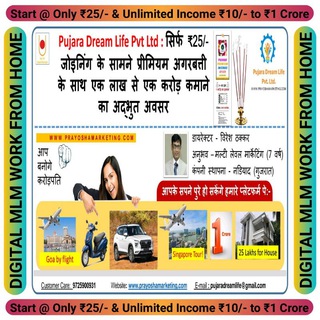 Start @ Only ₹25/- & Unlimited Income ₹10/- to ₹1 Crore
DIGITAL MLM WORK FROM HOME
Pujara Dream Life Pvt Ltd : सिर्फ ₹25/-
जोइनिंग के सामने प्रीमियम अगरबत्ती
के साथ एक लाख से एक करोड़ कमाने
का अद्भुत अवसर
Pujara Dream Life
Pvt. Ltd.
WWW.PRAYOSHAMARKETING.COM
आप
बनोगे
करोड़पति
डायरेक्टर - विरेश ठक्कर
अनुभव -मल्टी लेवल मार्केटिंग (7 वर्ष)
कंपनी स्थापना - नडियाद (गुजरात)
आपके सपने पुरे हो सकेंगे हमारे प्लेटफार्म पे:-
Goa by flight
Singapore Tour
1
Crore
25 Lakhs for House
Customer Care: 9725900931
Website: www.prayoshamarketing.com
E-mail : pujaradreamlife@gmail.com
DIGITAL MLM WORK FROM HOME
Start @ Only ₹25/- & Unlimited Income ₹10/- to ₹1 Crore